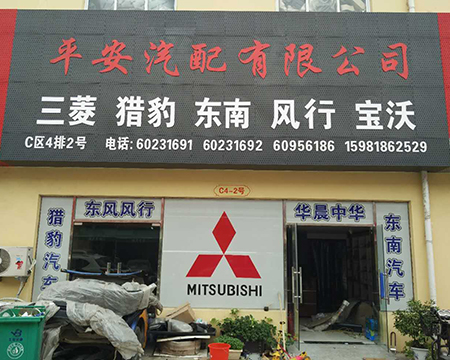 平安汽配有限公司
三菱 猎豹 东南 风行 宝沃
C区4排2号 电话: 60231691 60231692 60956186 15981862529
C4-2号
猎豹汽车
东风风行
MITSUBISHI
华晨中华
东南汽车